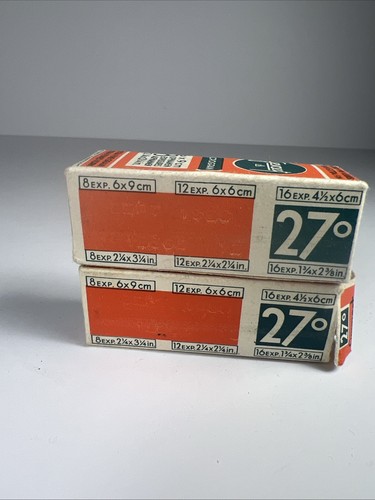 8 EXP. 6x9cm 12 EXP. 6x6cm 16 EXP. 4½x6cm
27°
8 EXP. 2¼x3¼in. 12 EXP. 2¼x2¼in. 16 EXP. 1¾x2⅜in.
8 EXP. 6x9cm 12 EXP. 6x6cm 16 EXP. 4½x6cm
27°
27°
8 EXP. 2¼x3¼in. 12 EXP. 2¼x2¼in. 16 EXP. 1¾x2⅜in.